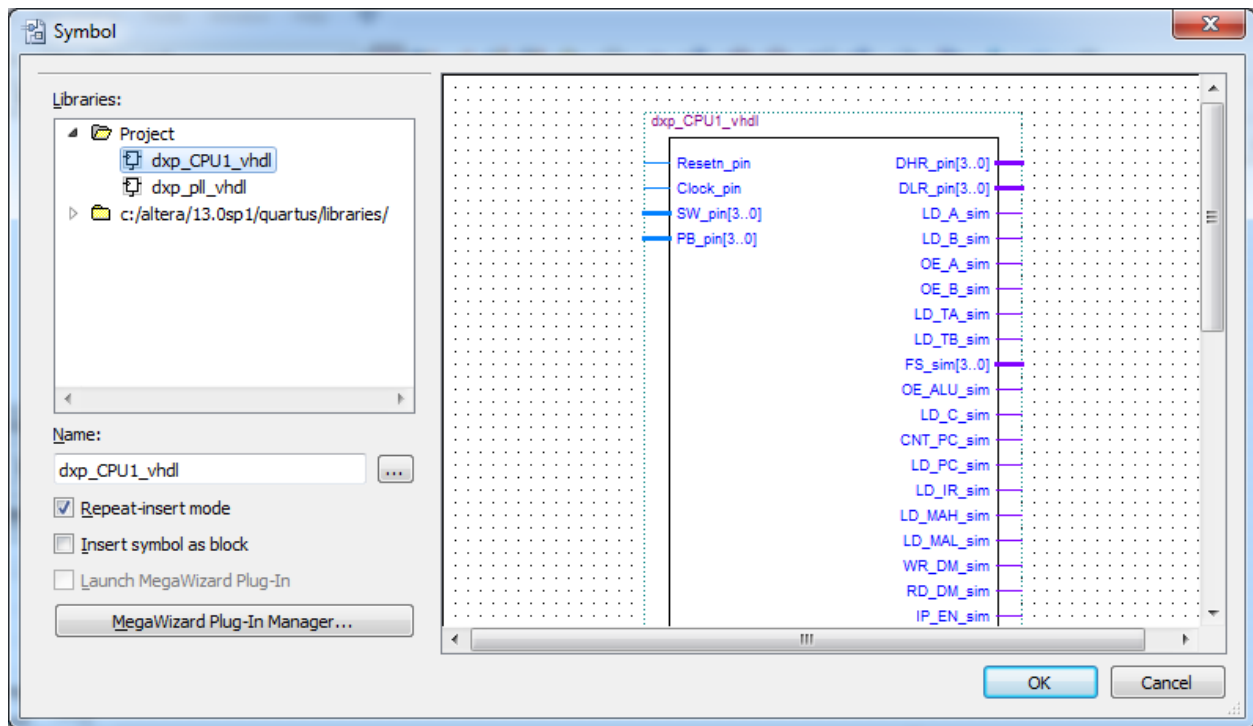 Symbol
Libraries:
Project
dxp_CPU1_vhdl
dxp_pll_vhdl
c:/altera/13.0sp1/quartus/libraries/
Name:
dxp_CPU1_vhdl
...
Repeat-insert mode
Insert symbol as block
Launch MegaWizard Plug-In
MegaWizard Plug-In Manager...
dxp_CPU1_vhdl
Resetn_pin DHR_pin[3..0]
Clock_pin DLR_pin[3..0]
SW_pin[3..0] LD_A_sim
PB_pin[3..0] LD_B_sim
OE_A_sim
OE_B_sim
LD_TA_sim
LD_TB_sim
FS_sim[3..0]
OE_ALU_sim
LD_C_sim
CNT_PC_sim
LD_PC_sim
LD_IR_sim
LD_MAH_sim
LD_MAL_sim
WR_DM_sim
RD_DM_sim
IP_EN_sim
OK Cancel